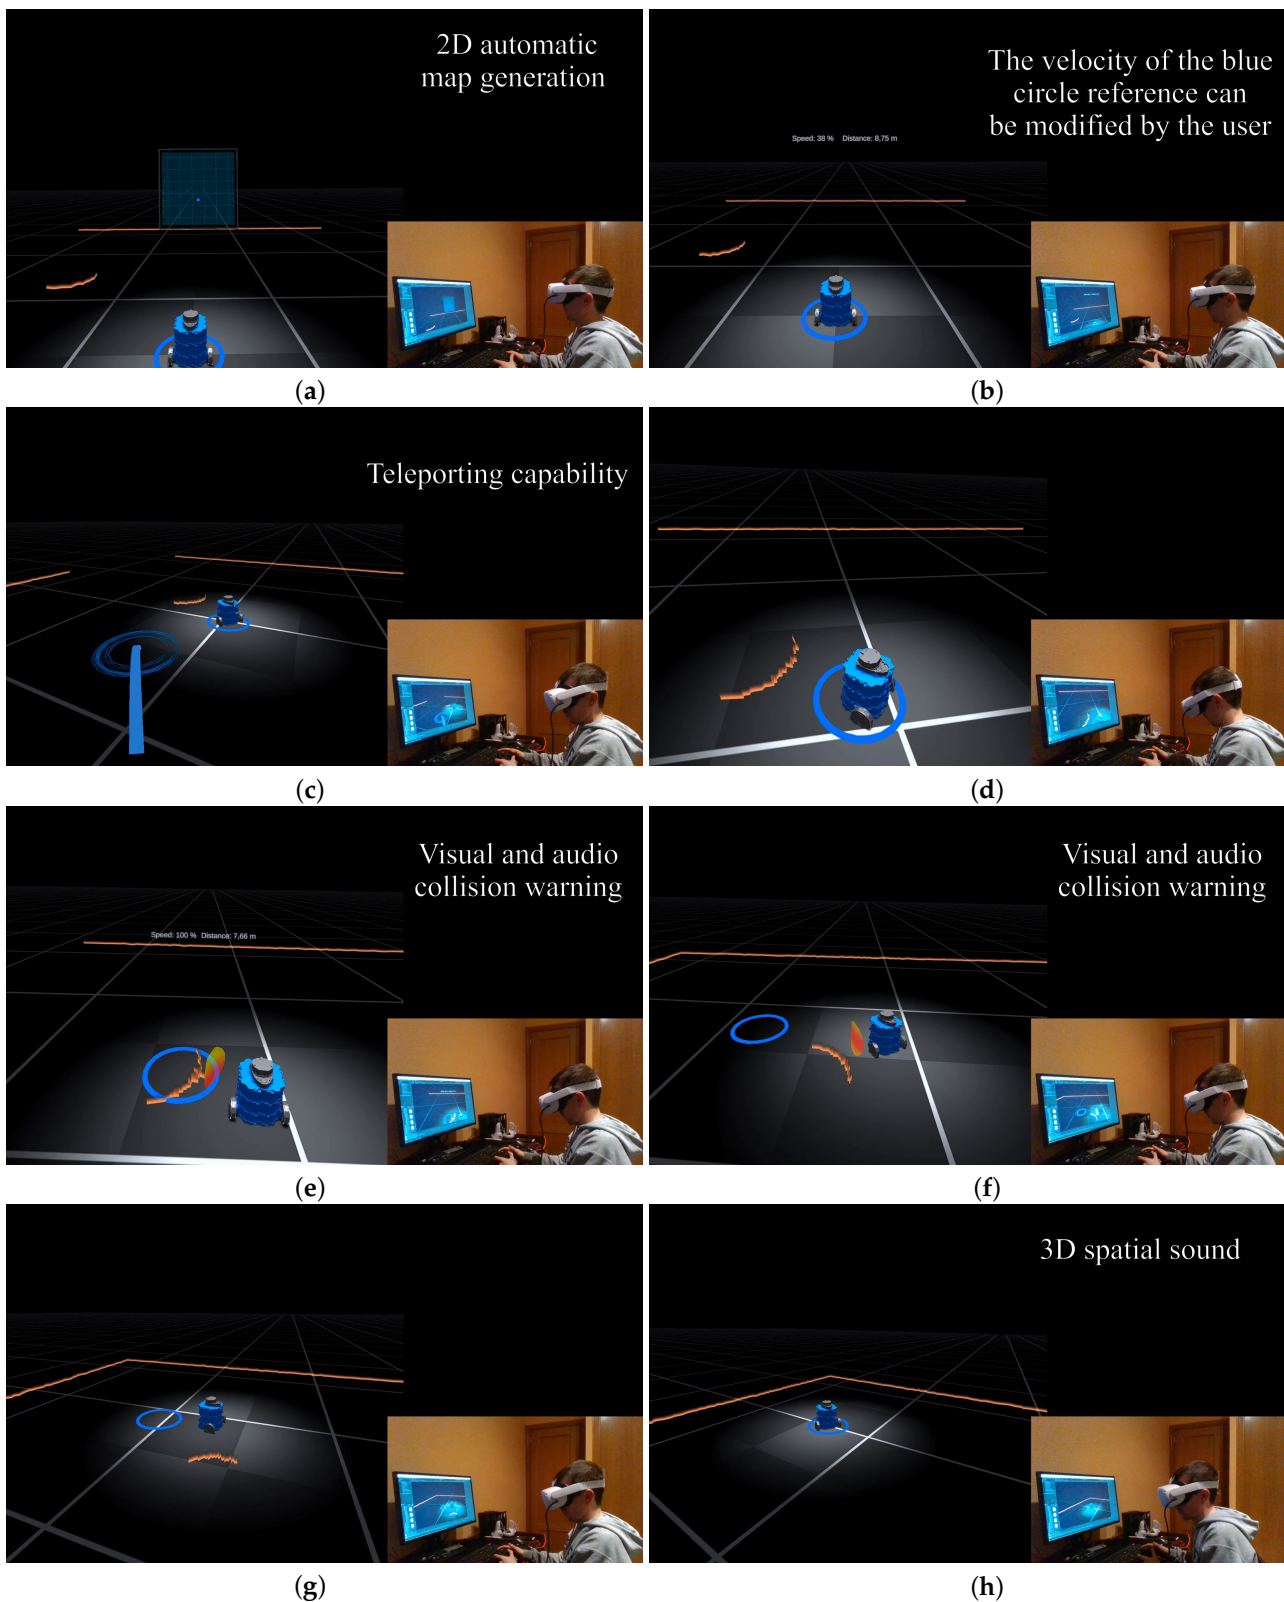 2D automatic
map generation
The velocity of the blue
circle reference can
be modified by the user
Speed: 38 % Distance: 8,75 m
(a)
(b)
Teleporting capability
(c)
(d)
Visual and audio
collision warning
Speed: 100 % Distance: 7,66 m
Visual and audio
collision warning
(e)
(f)
3D spatial sound
(g)
(h)